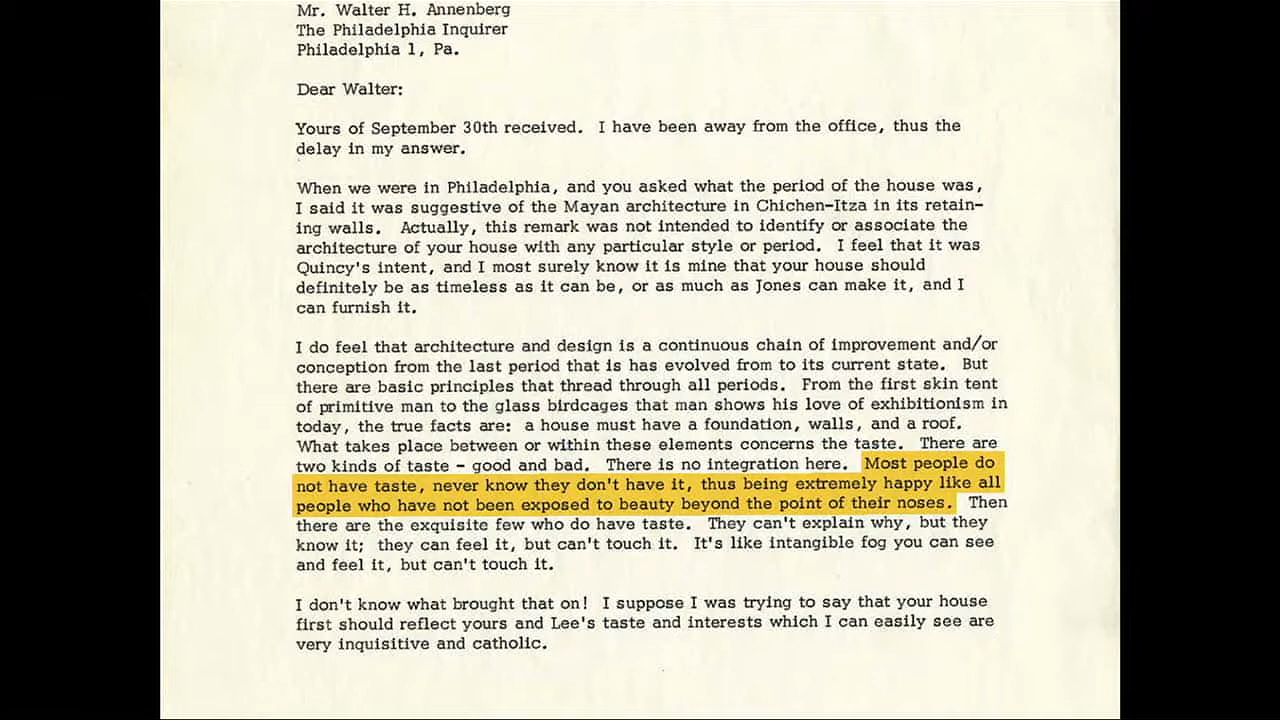 Mr. Walter H. Annenberg
The Philadelphia Inquirer
Philadelphia 1, Pa.
Dear Walter:
Yours of September 30th received. I have been away from the office, thus the
delay in my answer.
When we were in Philadelphia, and you asked what the period of the house was,
I said it was suggestive of the Mayan architecture in Chichen-Itza in its retain-
ing walls. Actually, this remark was not intended to identify or associate the
architecture of your house with any particular style or period. I feel that it was
Quincy's intent, and I most surely know it is mine that your house should
definitely be as timeless as it can be, or as much as Jones can make it, and I
can furnish it.
I do feel that architecture and design is a continuous chain of improvement and/or
conception from the last period that is has evolved from to its current state. But
there are basic principles that thread through all periods. From the first skin tent
of primitive man to the glass birdcages that man shows his love of exhibitionism in
today, the true facts are: a house must have a foundation, walls, and a roof.
What takes place between or within these elements concerns the taste. There are
two kinds of taste - good and bad. There is no integration here. Most people do
not have taste, never know they don't have it, thus being extremely happy like all
people who have not been exposed to beauty beyond the point of their noses. Then
there are the exquisite few who do have taste. They can't explain why, but they
know it; they can feel it, but can't touch it. It's like intangible fog you can see
and feel it, but can't touch it.
I don't know what brought that on! I suppose I was trying to say that your house
first should reflect yours and Lee's taste and interests which I can easily see are
very inquisitive and catholic.